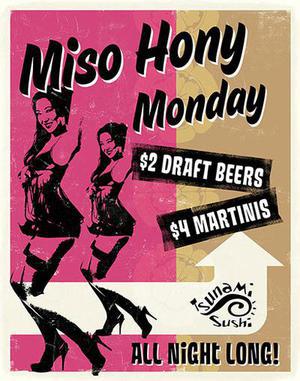 Miso Hony
Monday
$2 DRAFT BEERS
$4 MARTINIS
TSUNAMI
SUSHI
ALL NIGHT LONG!